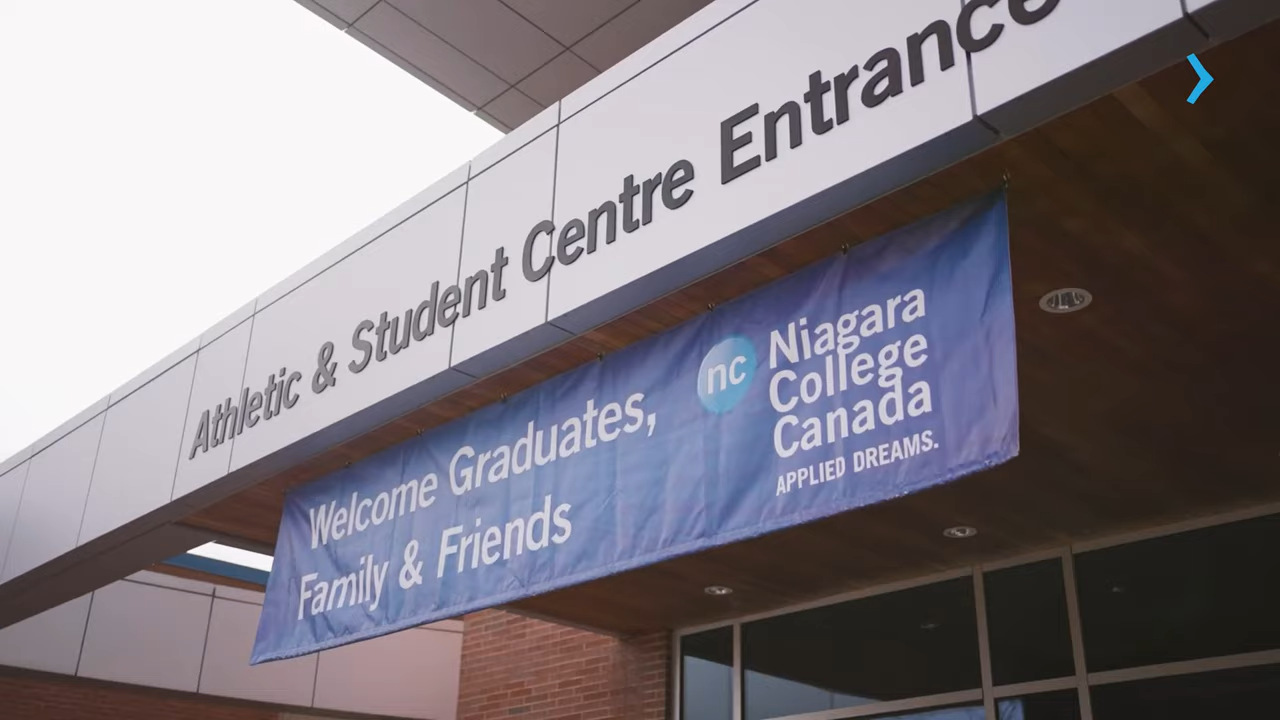 Athletic & Student Centre Entrance
Welcome Graduates,
Family & Friends
nc
Niagara
College
Canada
APPLIED DREAMS.